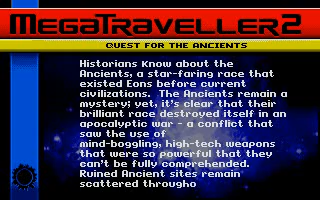 MEGATRAVELLER2
QUEST FOR THE ANCIENTS
Historians Know about the
Ancients, a star-faring race that
existed Eons before current
civilizations. The Ancients remain a
mystery; yet, it's clear that their
brilliant race destroyed itself in an
apocalyptic war - a conflict that
saw the use of
mind-boggling, high-tech weapons
that were so powerful that they
can't be fully comprehended.
Ruined Ancient sites remain
scattered througho